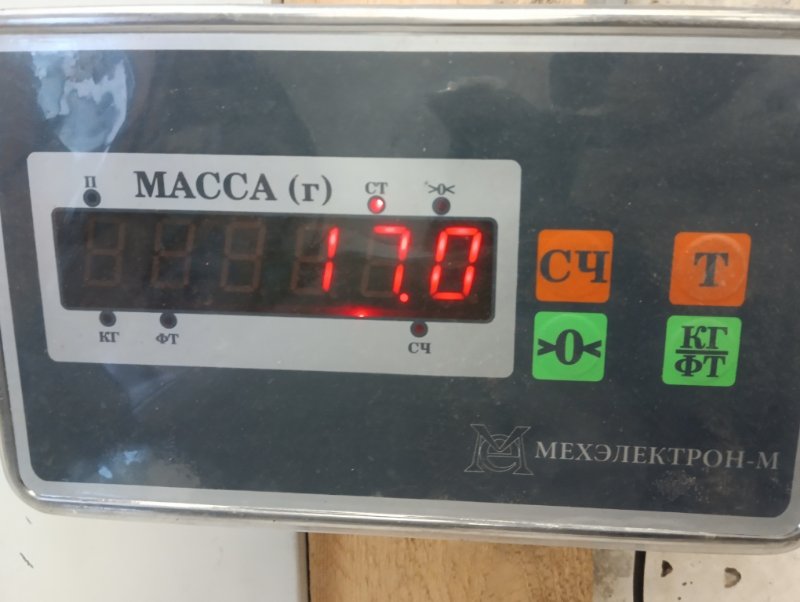 П МАССА (г) СТ >0<
17.0
КГ ФТ СЧ
СЧ Т
>0< КГ/ФТ
МЕХЭЛЕКТРОН-М